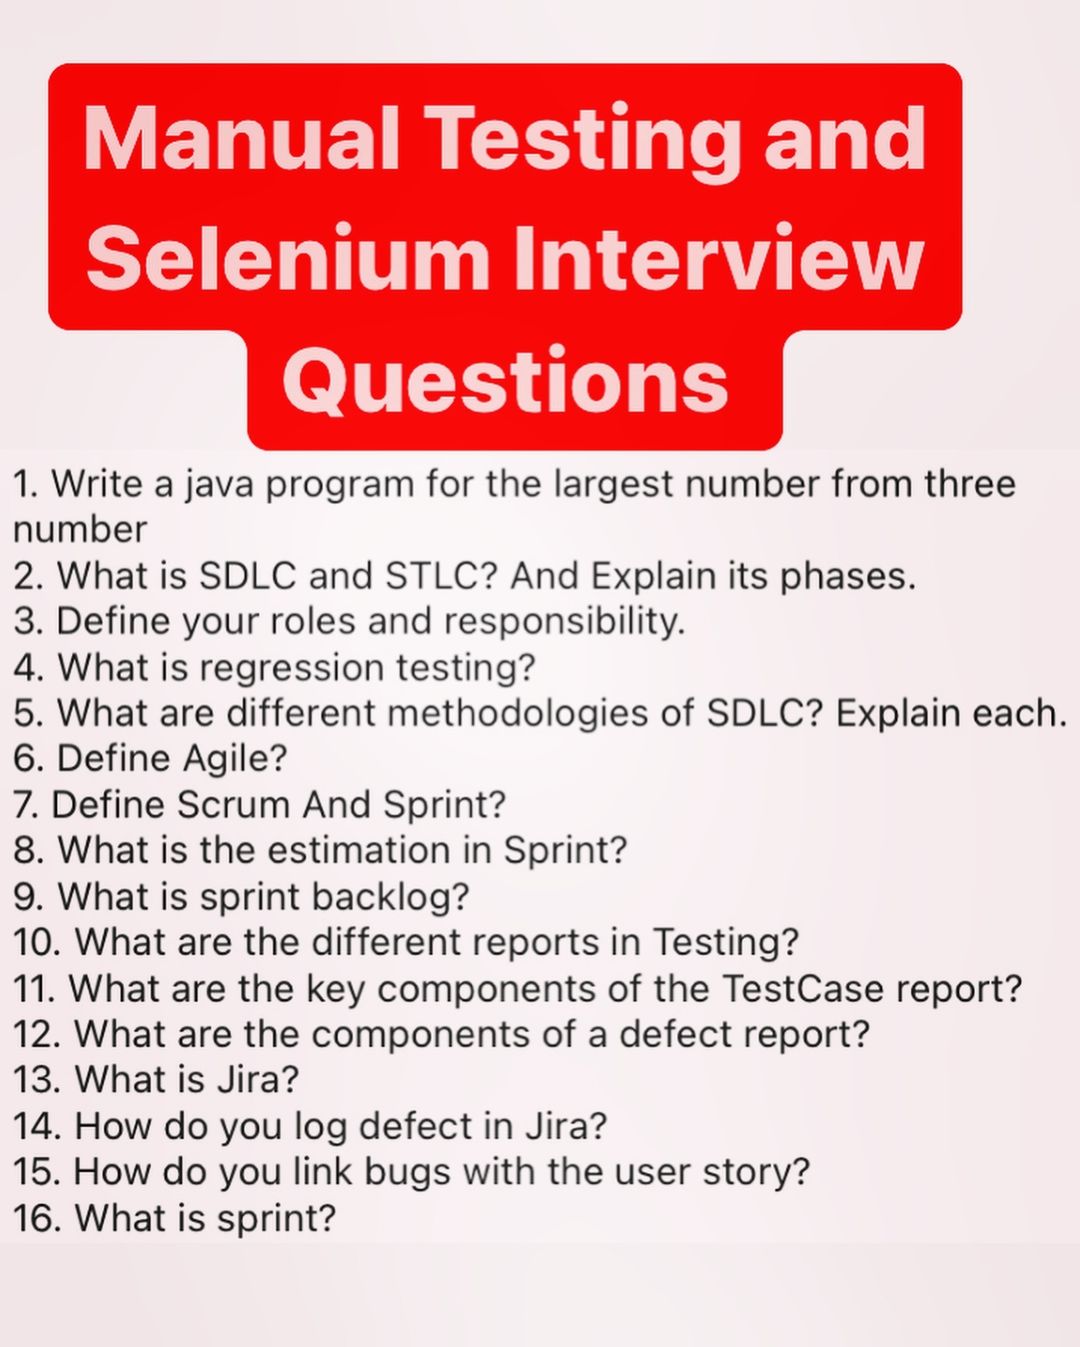 Manual Testing and
Selenium Interview
Questions
1. Write a java program for the largest number from three
number
2. What is SDLC and STLC? And Explain its phases.
3. Define your roles and responsibility.
4. What is regression testing?
5. What are different methodologies of SDLC? Explain each.
6. Define Agile?
7. Define Scrum And Sprint?
8. What is the estimation in Sprint?
9. What is sprint backlog?
10. What are the different reports in Testing?
11. What are the key components of the TestCase report?
12. What are the components of a defect report?
13. What is Jira?
14. How do you log defect in Jira?
15. How do you link bugs with the user story?
16. What is sprint?